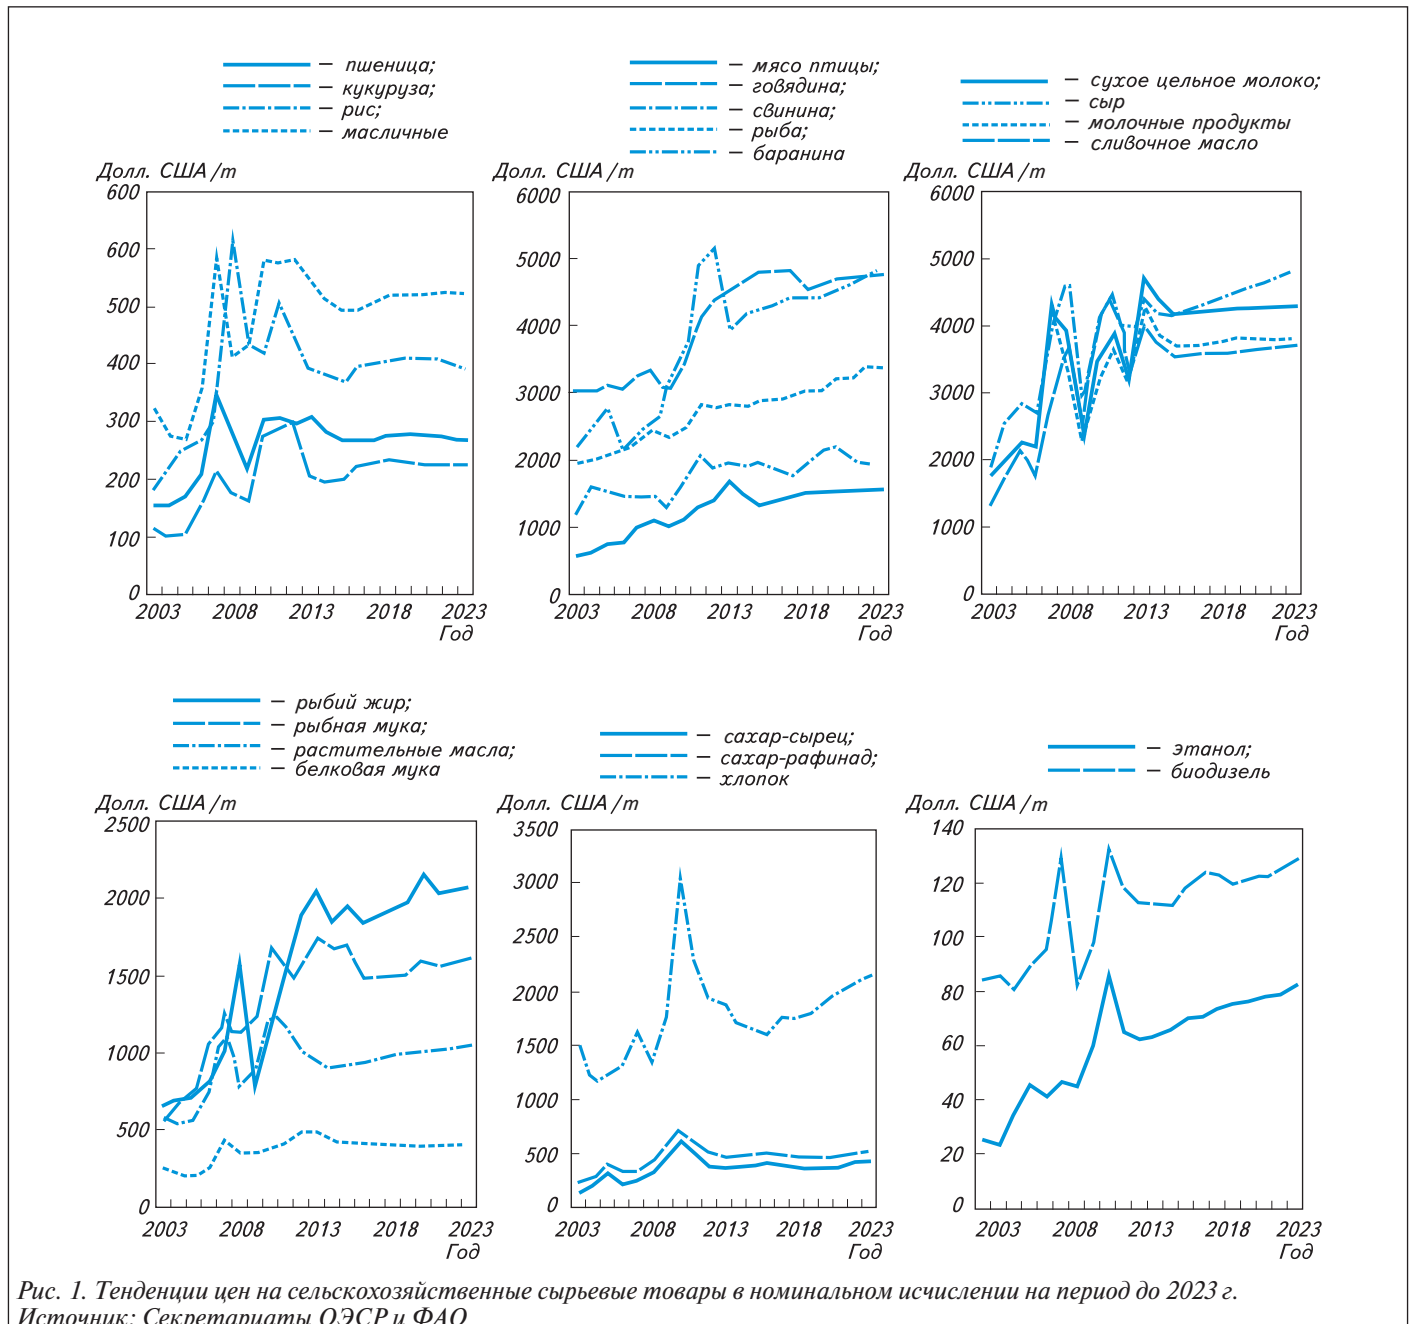 — пшеница;
— кукуруза;
— рис;
— масличные
Долл. США/т
600
600
500
400
300
200
100
0
2003 2008 2013 2018 2023
Год
— мясо птицы;
— говядина;
— свинина;
— рыба;
— баранина
Долл. США/т
6000
5000
4000
3000
2000
1000
0
2003 2008 2013 2018 2023
Год
— сухое цельное молоко;
— сыр
— молочные продукты
— сливочное масло
Долл. США/т
6000
5000
4000
3000
2000
1000
0
2003 2008 2013 2018 2023
Год
— рыбий жир;
— рыбная мука;
— растительные масла;
— белковая мука
Долл. США/т
2500
2000
1500
1000
500
0
2003 2008 2013 2018 2023
Год
— сахар-сырец;
— сахар-рафинад;
— хлопок
Долл. США/т
3500
3000
2500
2000
1500
1000
500
0
2003 2008 2013 2018 2023
Год
— этанол;
— биодизель
Долл. США/т
140
120
100
80
60
40
20
0
2003 2008 2013 2018 2023
Год
Рис. 1. Тенденции цен на сельскохозяйственные сырьевые товары в номинальном исчислении на период до 2023 г.
Источник: Секретариаты ОЭСР и ФАО